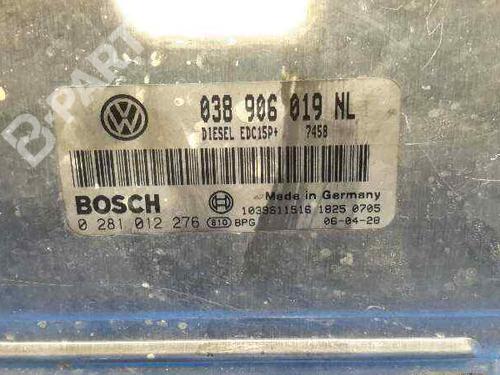 B-PARTS
038 906 019 NL
DIESEL EDC15P+ 7458
BOSCH
Made in Germany
1039S11516 1825 0705
0 281 012 276 810 BPG 06-04-28